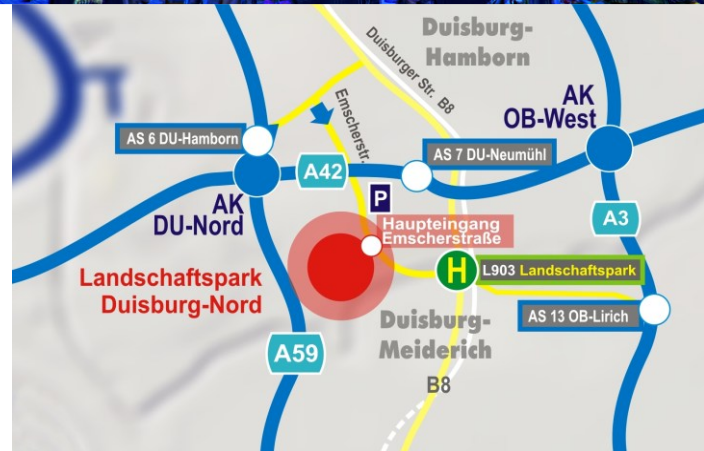 Duisburg-
Hamborn
Duisburger Str. B8
Emscherstr.
AK
OB-West
AS 6 DU-Hamborn
AS 7 DU-Neumühl
A42
AK
DU-Nord
P
A3
Haupteingang
Emscherstraße
Landschaftspark
Duisburg-Nord
H
L903 Landschaftspark
AS 13 OB-Lirich
Duisburg-
Meiderich
A59
B8